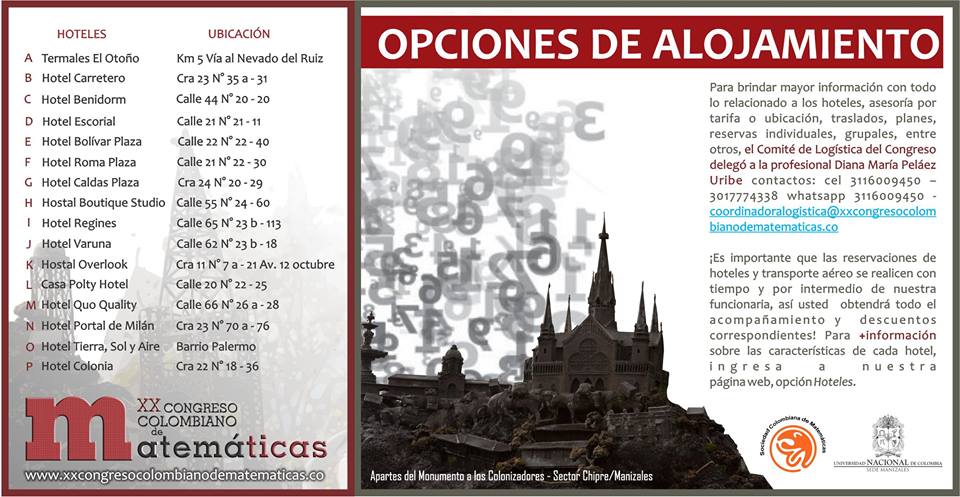 HOTELES UBICACIÓN
A Termales El Otoño Km 5 Vía al Nevado del Ruiz
B Hotel Carretero Cra 23 N° 35 a - 31
C Hotel Benidorm Calle 44 N° 20 - 20
D Hotel Escorial Calle 21 N° 21 - 11
E Hotel Bolívar Plaza Calle 22 N° 22 - 40
F Hotel Roma Plaza Calle 21 N° 22 - 30
G Hotel Caldas Plaza Cra 24 N° 20 - 29
H Hostal Boutique Studio Calle 55 N° 24 - 60
I Hotel Regines Calle 65 N° 23 b - 113
J Hotel Varuna Calle 62 N° 23 b - 18
K Hostal Overlook Cra 11 N° 7 a - 21 Av. 12 octubre
L Casa Polty Hotel Calle 20 N° 22 - 25
M Hotel Quo Quality Calle 66 N° 26 a - 28
N Hotel Portal de Milán Cra 23 N° 70 a - 76
O Hotel Tierra, Sol y Aire Barrio Palermo
P Hotel Colonia Cra 22 N° 18 - 36
XX CONGRESO
COLOMBIANO
de
matemáticas
www.xxcongresocolombianodematematicas.co
OPCIONES DE ALOJAMIENTO
Para brindar mayor información con todo
lo relacionado a los hoteles, asesoría por
tarifa o ubicación, traslados, planes,
reservas individuales, grupales, entre
otros, el Comité de Logística del Congreso
delegó a la profesional Diana María Peláez
Uribe contactos: cel 3116009450 –
3017774338 whatsapp 3116009450 -
coordinadoralogistica@xxcongresocolom
bianodematematicas.co
¡Es importante que las reservaciones de
hoteles y transporte aéreo se realicen con
tiempo y por intermedio de nuestra
funcionaria, así usted obtendrá todo el
acompañamiento y descuentos
correspondientes! Para +información
sobre las características de cada hotel,
ingresa a nuestra
página web, opción Hoteles.
Sociedad Colombiana de Matemáticas
UNIVERSIDAD NACIONAL DE COLOMBIA
SEDE MANIZALES
Apartes del Monumento a los Colonizadores - Sector Chipre/Manizales